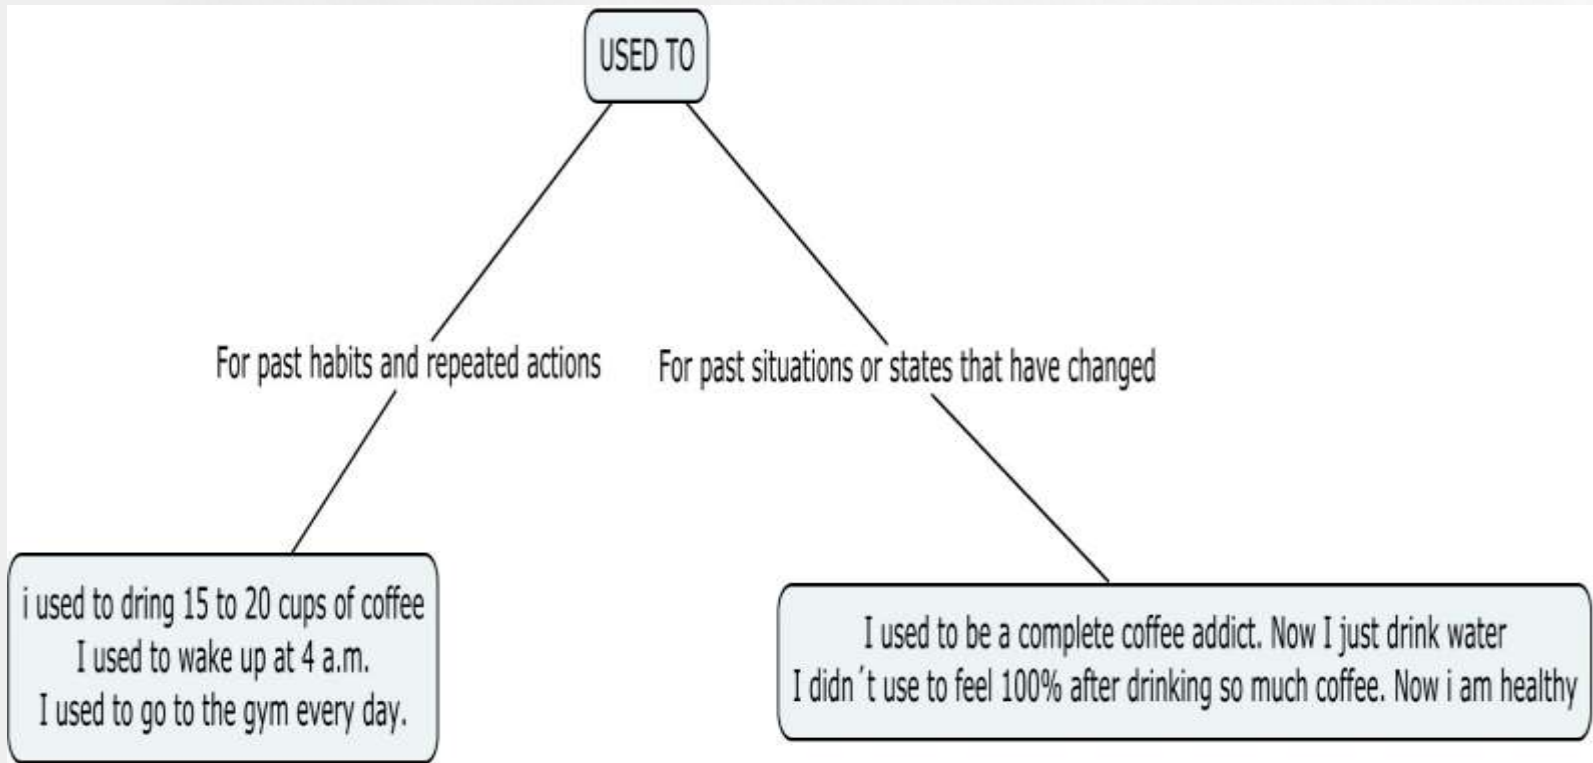 USED TO
For past habits and repeated actions
For past situations or states that have changed
i used to dring 15 to 20 cups of coffee
I used to wake up at 4 a.m.
I used to go to the gym every day.
I used to be a complete coffee addict. Now I just drink water
I didn´t use to feel 100% after drinking so much coffee. Now i am healthy